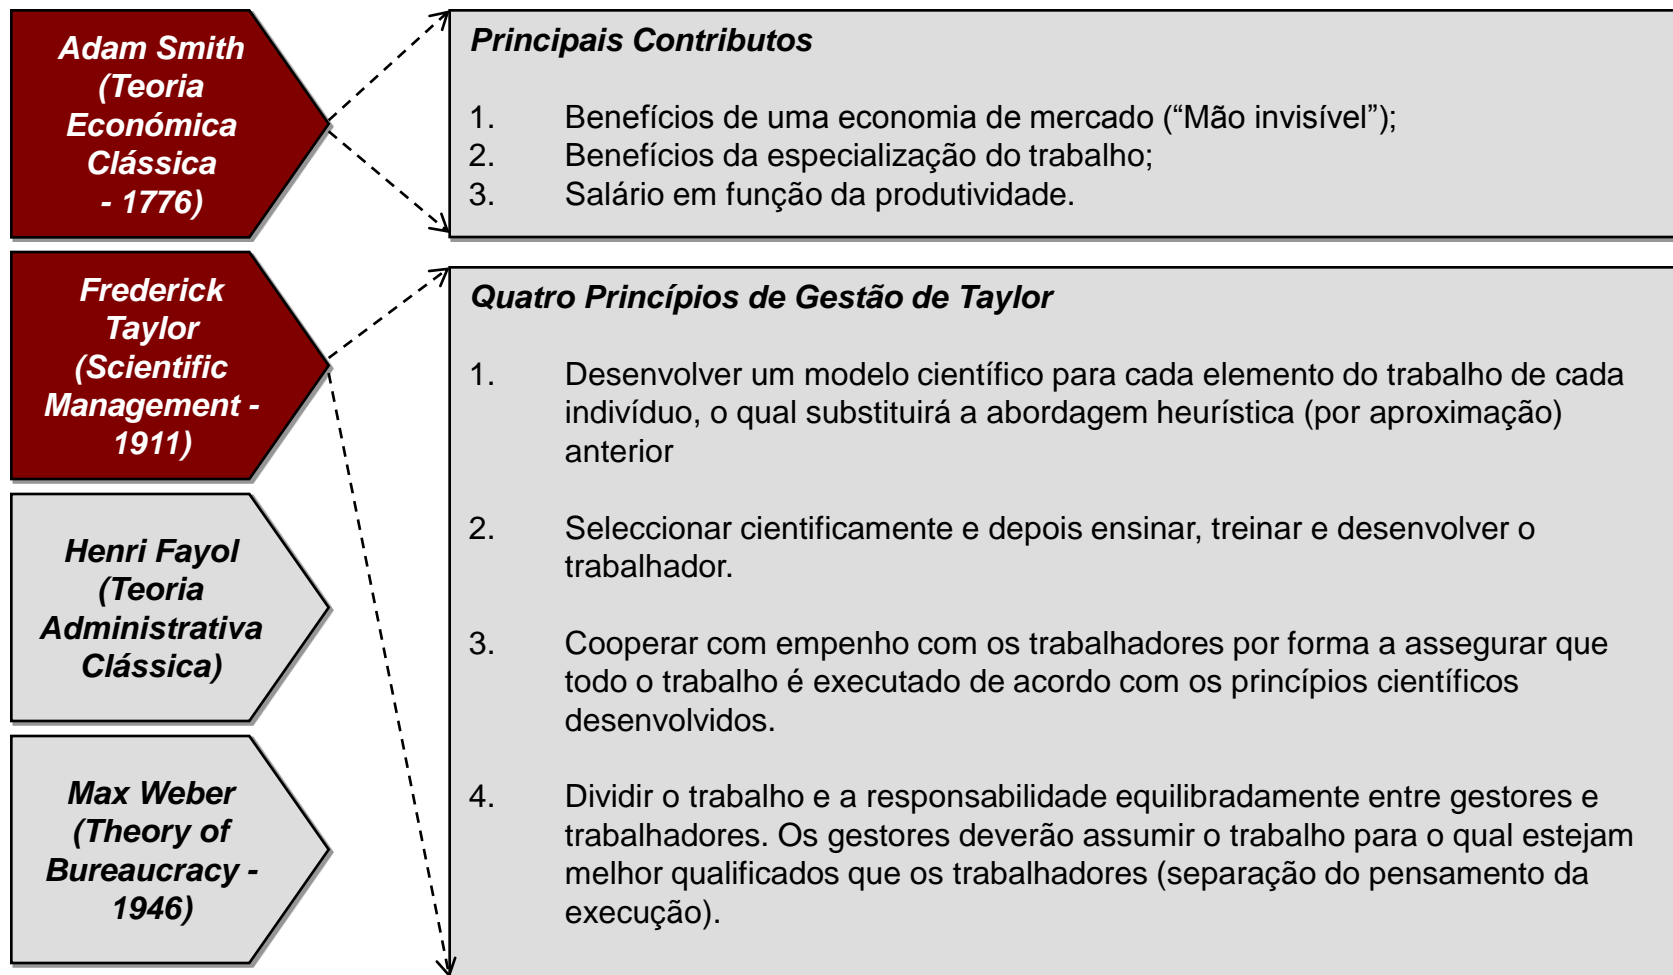 Adam Smith
(Teoria
Económica
Clássica
- 1776)
Principais Contributos
1. Benefícios de uma economia de mercado (“Mão invisível”);
2. Benefícios da especialização do trabalho;
3. Salário em função da produtividade.
Frederick
Taylor
(Scientific
Management -
1911)
Quatro Princípios de Gestão de Taylor
1. Desenvolver um modelo científico para cada elemento do trabalho de cada
indivíduo, o qual substituirá a abordagem heurística (por aproximação)
anterior
2. Seleccionar cientificamente e depois ensinar, treinar e desenvolver o
trabalhador.
3. Cooperar com empenho com os trabalhadores por forma a assegurar que
todo o trabalho é executado de acordo com os princípios científicos
desenvolvidos.
4. Dividir o trabalho e a responsabilidade equilibradamente entre gestores e
trabalhadores. Os gestores deverão assumir o trabalho para o qual estejam
melhor qualificados que os trabalhadores (separação do pensamento da
execução).
Henri Fayol
(Teoria
Administrativa
Clássica)
Max Weber
(Theory of
Bureaucracy -
1946)